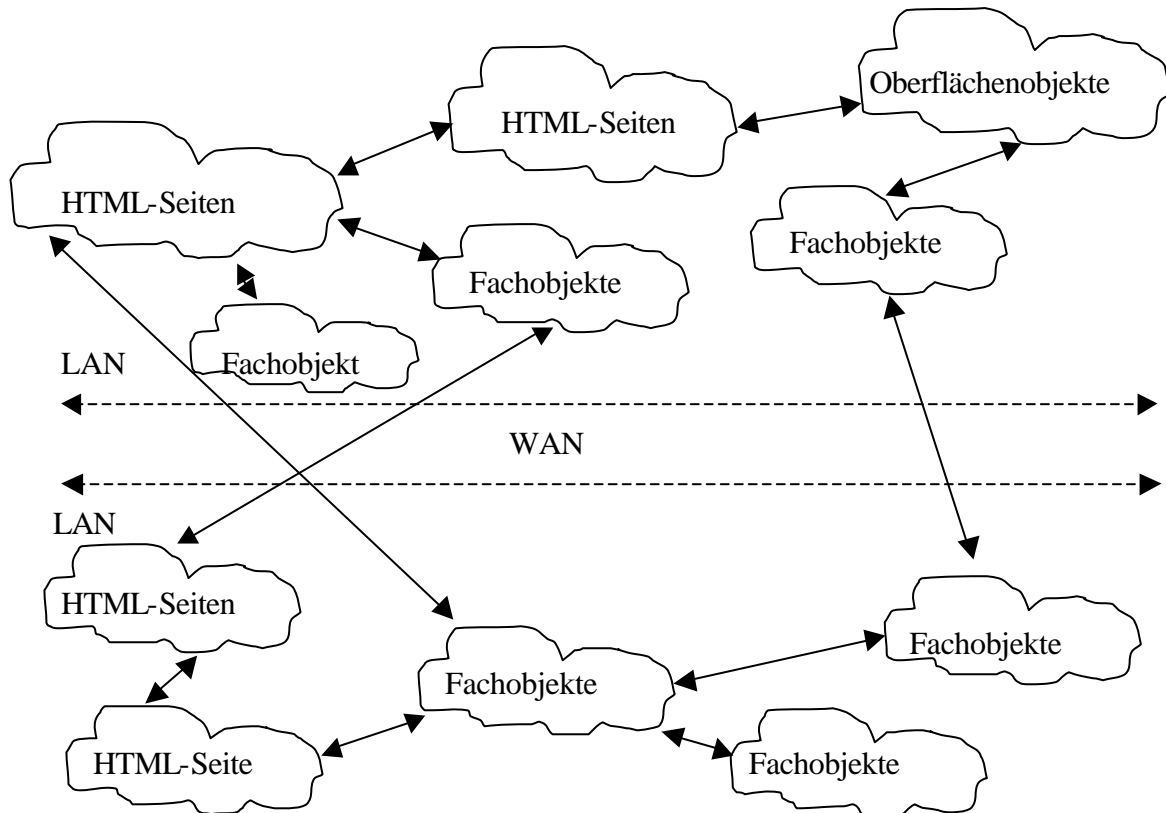 Oberflächenobjekte
HTML-Seiten
HTML-Seiten
Fachobjekte
Fachobjekte
Fachobjekt
LAN
WAN
LAN
HTML-Seiten
Fachobjekte
Fachobjekte
HTML-Seite
Fachobjekte